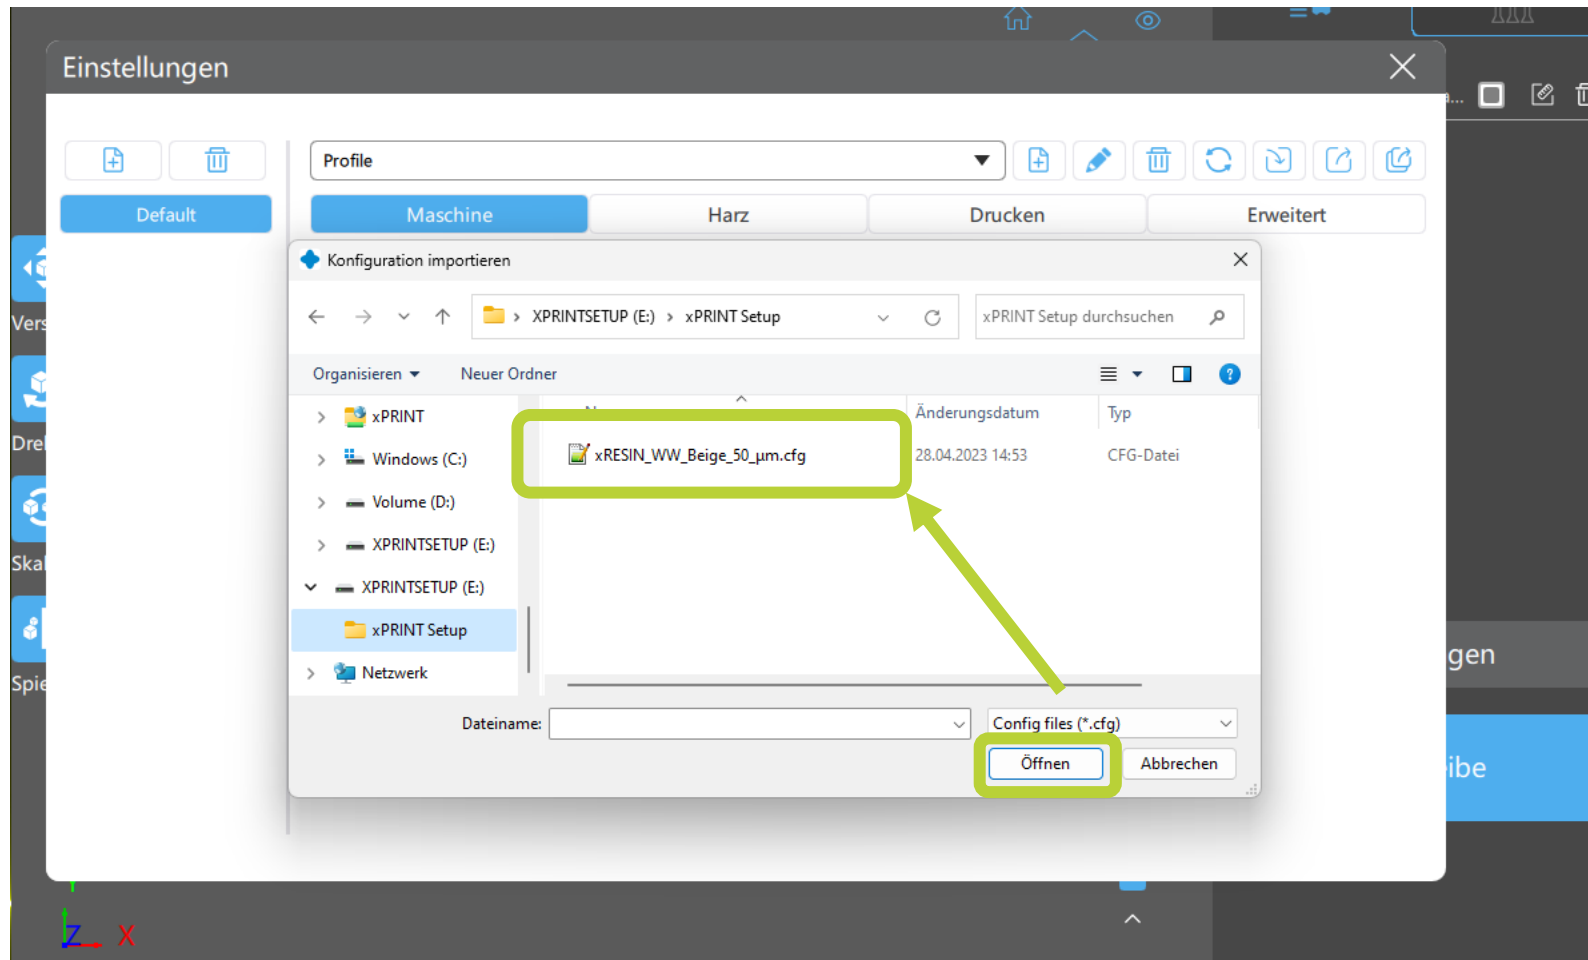 Einstellungen
Profile
Default
Maschine
Harz
Drucken
Erweitert
Konfiguration importieren
XPRINTSETUP (E:) › xPRINT Setup
xPRINT Setup durchsuchen
Organisieren
Neuer Ordner
Änderungsdatum
Typ
xPRINT
Windows (C:)
Volume (D:)
XPRINTSETUP (E:)
XPRINTSETUP (E:)
xPRINT Setup
Netzwerk
xRESIN_WW_Beige_50_µm.cfg
28.04.2023 14:53
CFG-Datei
Dateiname:
Config files (*.cfg)
Öffnen
Abbrechen
Vers
Dre
Ska
Spie
gen
ibe
Y
Z
X